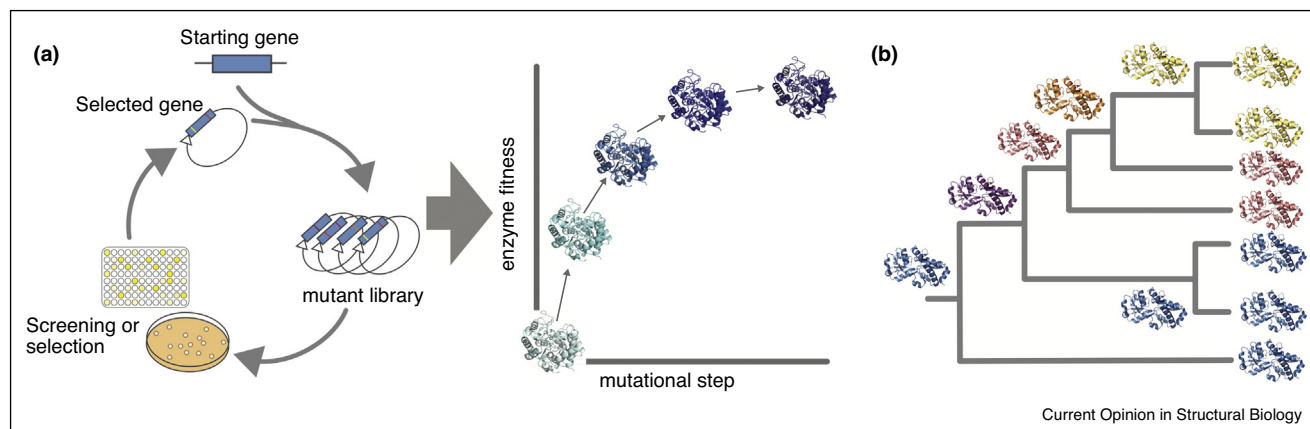 (a)
Starting gene
Selected gene
mutant library
Screening or
selection
enzyme fitness
mutational step
(b)
Current Opinion in Structural Biology